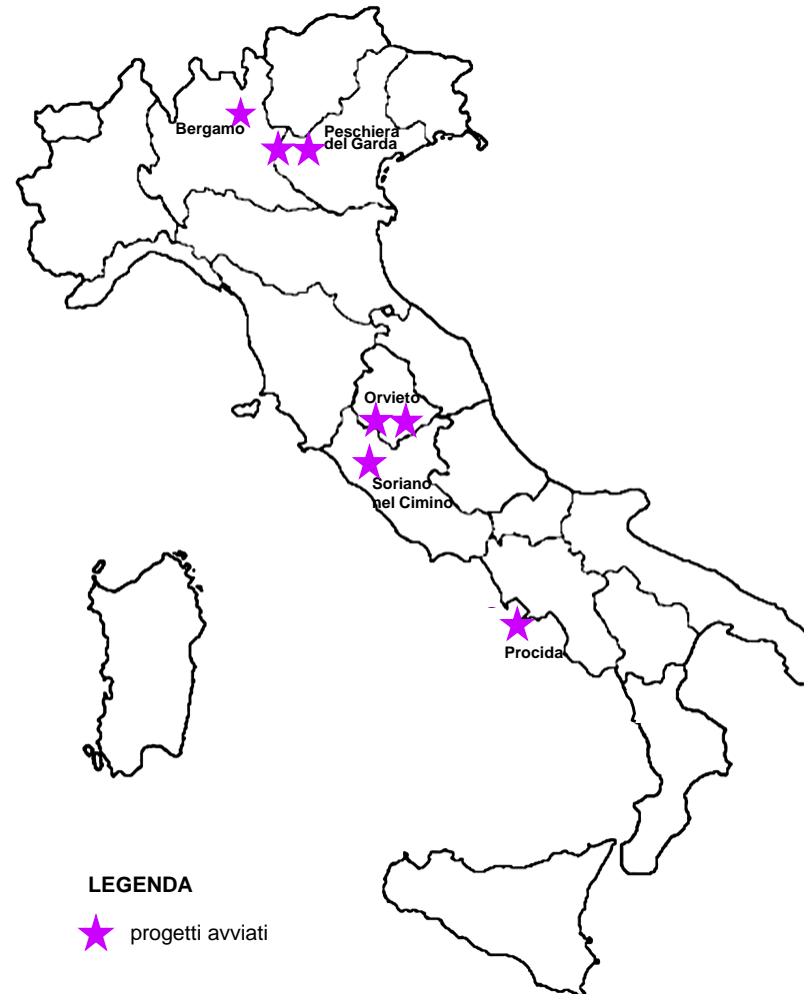 Bergamo
Peschiera
del Garda
Orvieto
Soriano
nel Cimino
Procida
LEGENDA
progetti avviati